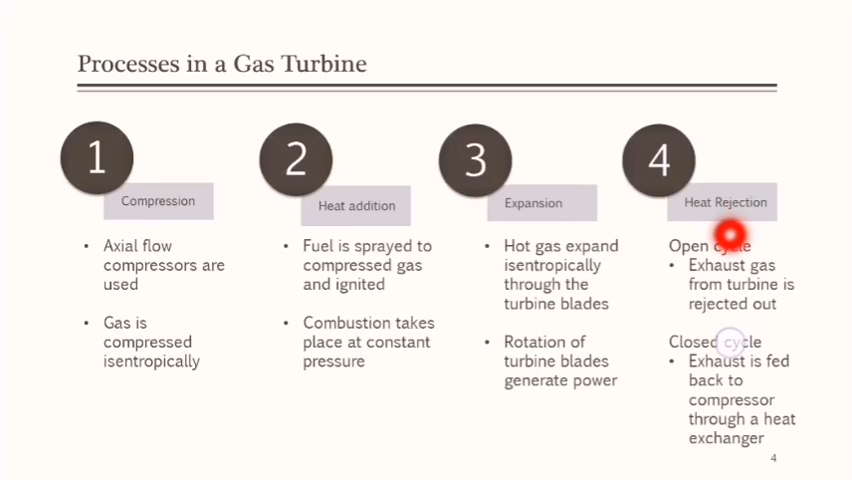 Processes in a Gas Turbine
1
Compression
• Axial flow
compressors are
used
• Gas is
compressed
isentropically
2
Heat addition
• Fuel is sprayed to
compressed gas
and ignited
• Combustion takes
place at constant
pressure
3
Expansion
• Hot gas expand
isentropically
through the
turbine blades
• Rotation of
turbine blades
generate power
4
Heat Rejection
Open cycle
• Exhaust gas
from turbine is
rejected out
Closed cycle
• Exhaust is fed
back to
compressor
through a heat
exchanger
4